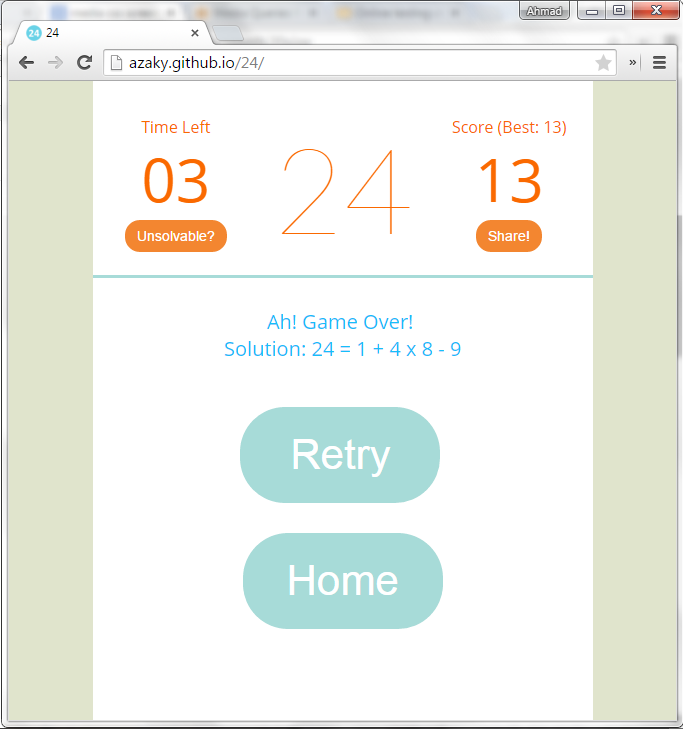 Ahmad
24
azaky.github.io/24/
»
Time Left
03
Unsolvable?
24
Score (Best: 13)
13
Share!
Ah! Game Over!
Solution: 24 = 1 + 4 x 8 - 9
Retry
Home